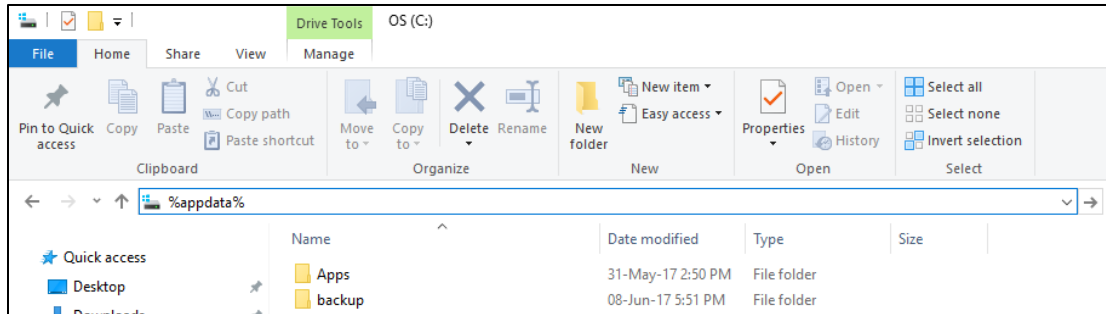 Drive Tools OS (C:)
File Home Share View Manage
Pin to Quick access
Copy
Paste
Cut
Copy path
Paste shortcut
Clipboard
Move to
Copy to
Delete
Rename
Organize
New folder
New item
Easy access
New
Properties
Open
Edit
History
Open
Select all
Select none
Invert selection
Select
%appdata%
Quick access
Desktop
Downloads
Name Date modified Type Size
Apps 31-May-17 2:50 PM File folder
backup 08-Jun-17 5:51 PM File folder